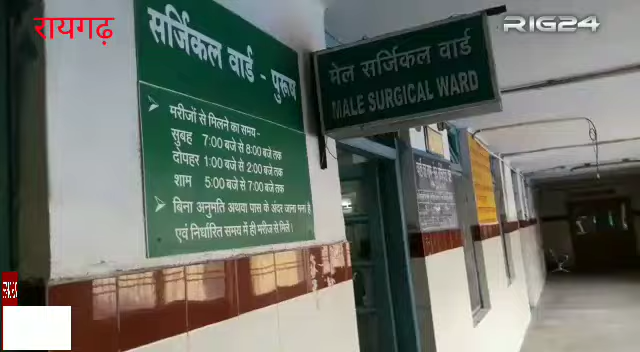 रायगढ़
RIG24
सर्जिकल वार्ड - पुरूष
मरीजों से मिलने का समय-
सुबह 7:00 बजे से 8:00 बजे तक
दोपहर 1:00 बजे से 2:00 बजे तक
शाम 5:00 बजे से 7:00 बजे तक
बिना अनुमति अथवा पास के अंदर जाना मना है
एवं निर्धारित समय में ही मरीज से मिलें।
मेल सर्जिकल वार्ड
MALE SURGICAL WARD